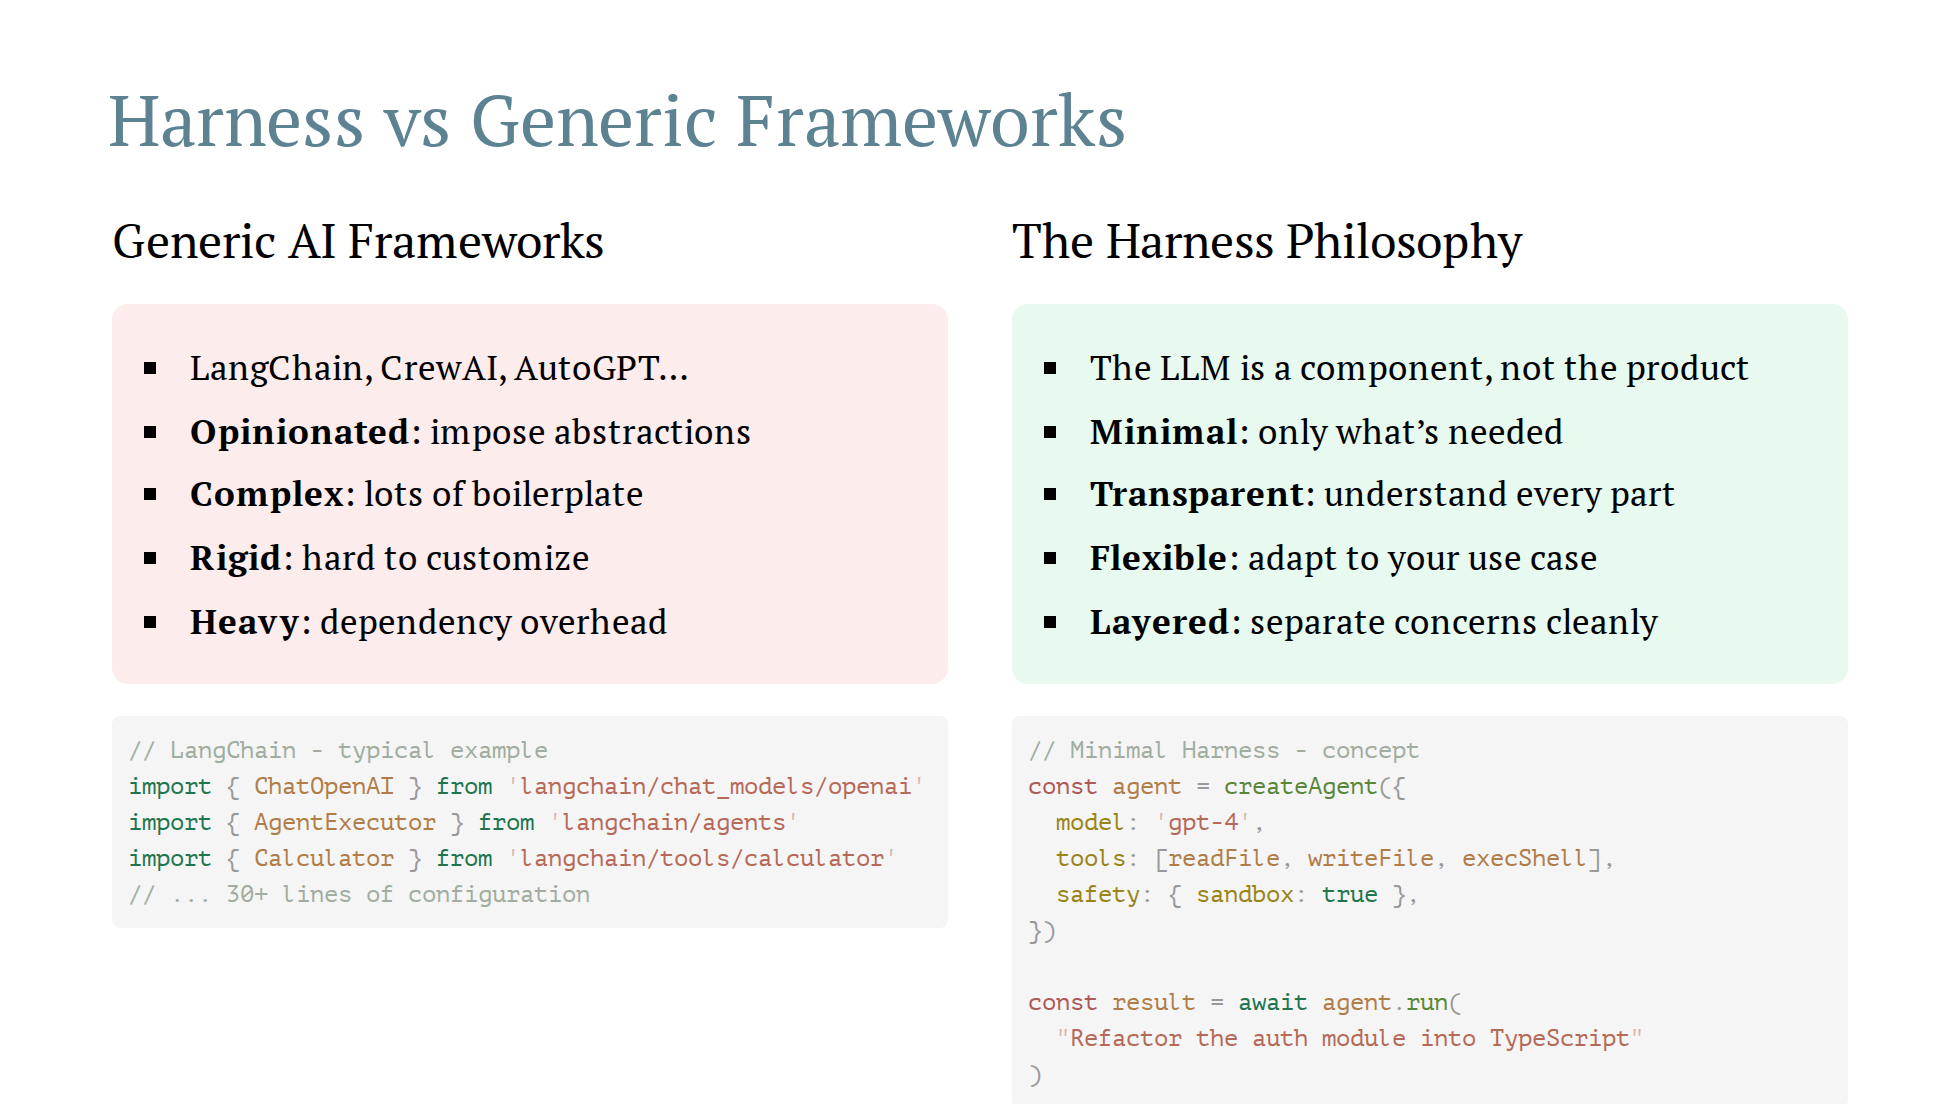 Harness vs Generic Frameworks
Generic AI Frameworks
LangChain, CrewAI, AutoGPT…
Opinionated: impose abstractions
Complex: lots of boilerplate
Rigid: hard to customize
Heavy: dependency overhead
// LangChain - typical example
import { ChatOpenAI } from 'langchain/chat_models/openai'
import { AgentExecutor } from 'langchain/agents'
import { Calculator } from 'langchain/tools/calculator'
// ... 30+ lines of configuration
The Harness Philosophy
The LLM is a component, not the product
Minimal: only what’s needed
Transparent: understand every part
Flexible: adapt to your use case
Layered: separate concerns cleanly
// Minimal Harness - concept
const agent = createAgent({
  model: 'gpt-4',
  tools: [readFile, writeFile, execShell],
  safety: { sandbox: true },
})
const result = await agent.run(
  "Refactor the auth module into TypeScript"
)